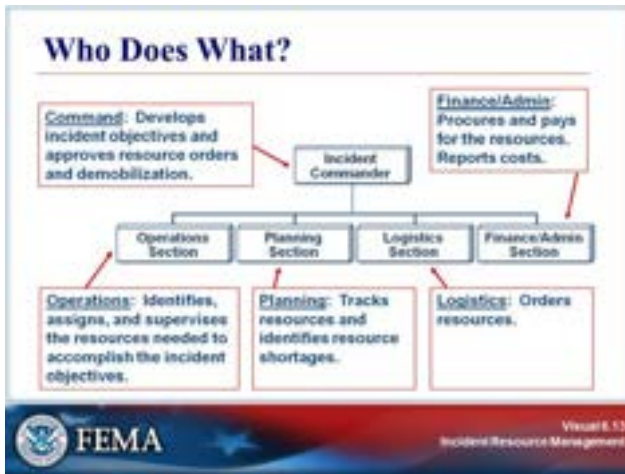 Who Does What?
Command: Develops
incident objectives and
approves resource orders
and demobilization.
Finance/Admin:
Procures and pays
for the resources.
Reports costs.
Incident
Commander
Operations
Section
Planning
Section
Logistics
Section
Finance/Admin
Section
Operations: Identifies,
assigns, and supervises
the resources needed to
accomplish the incident
objectives.
Planning: Tracks
resources and
identifies resource
shortages.
Logistics: Orders
resources.
FEMA
Visual 6.13
Incident Resource Management